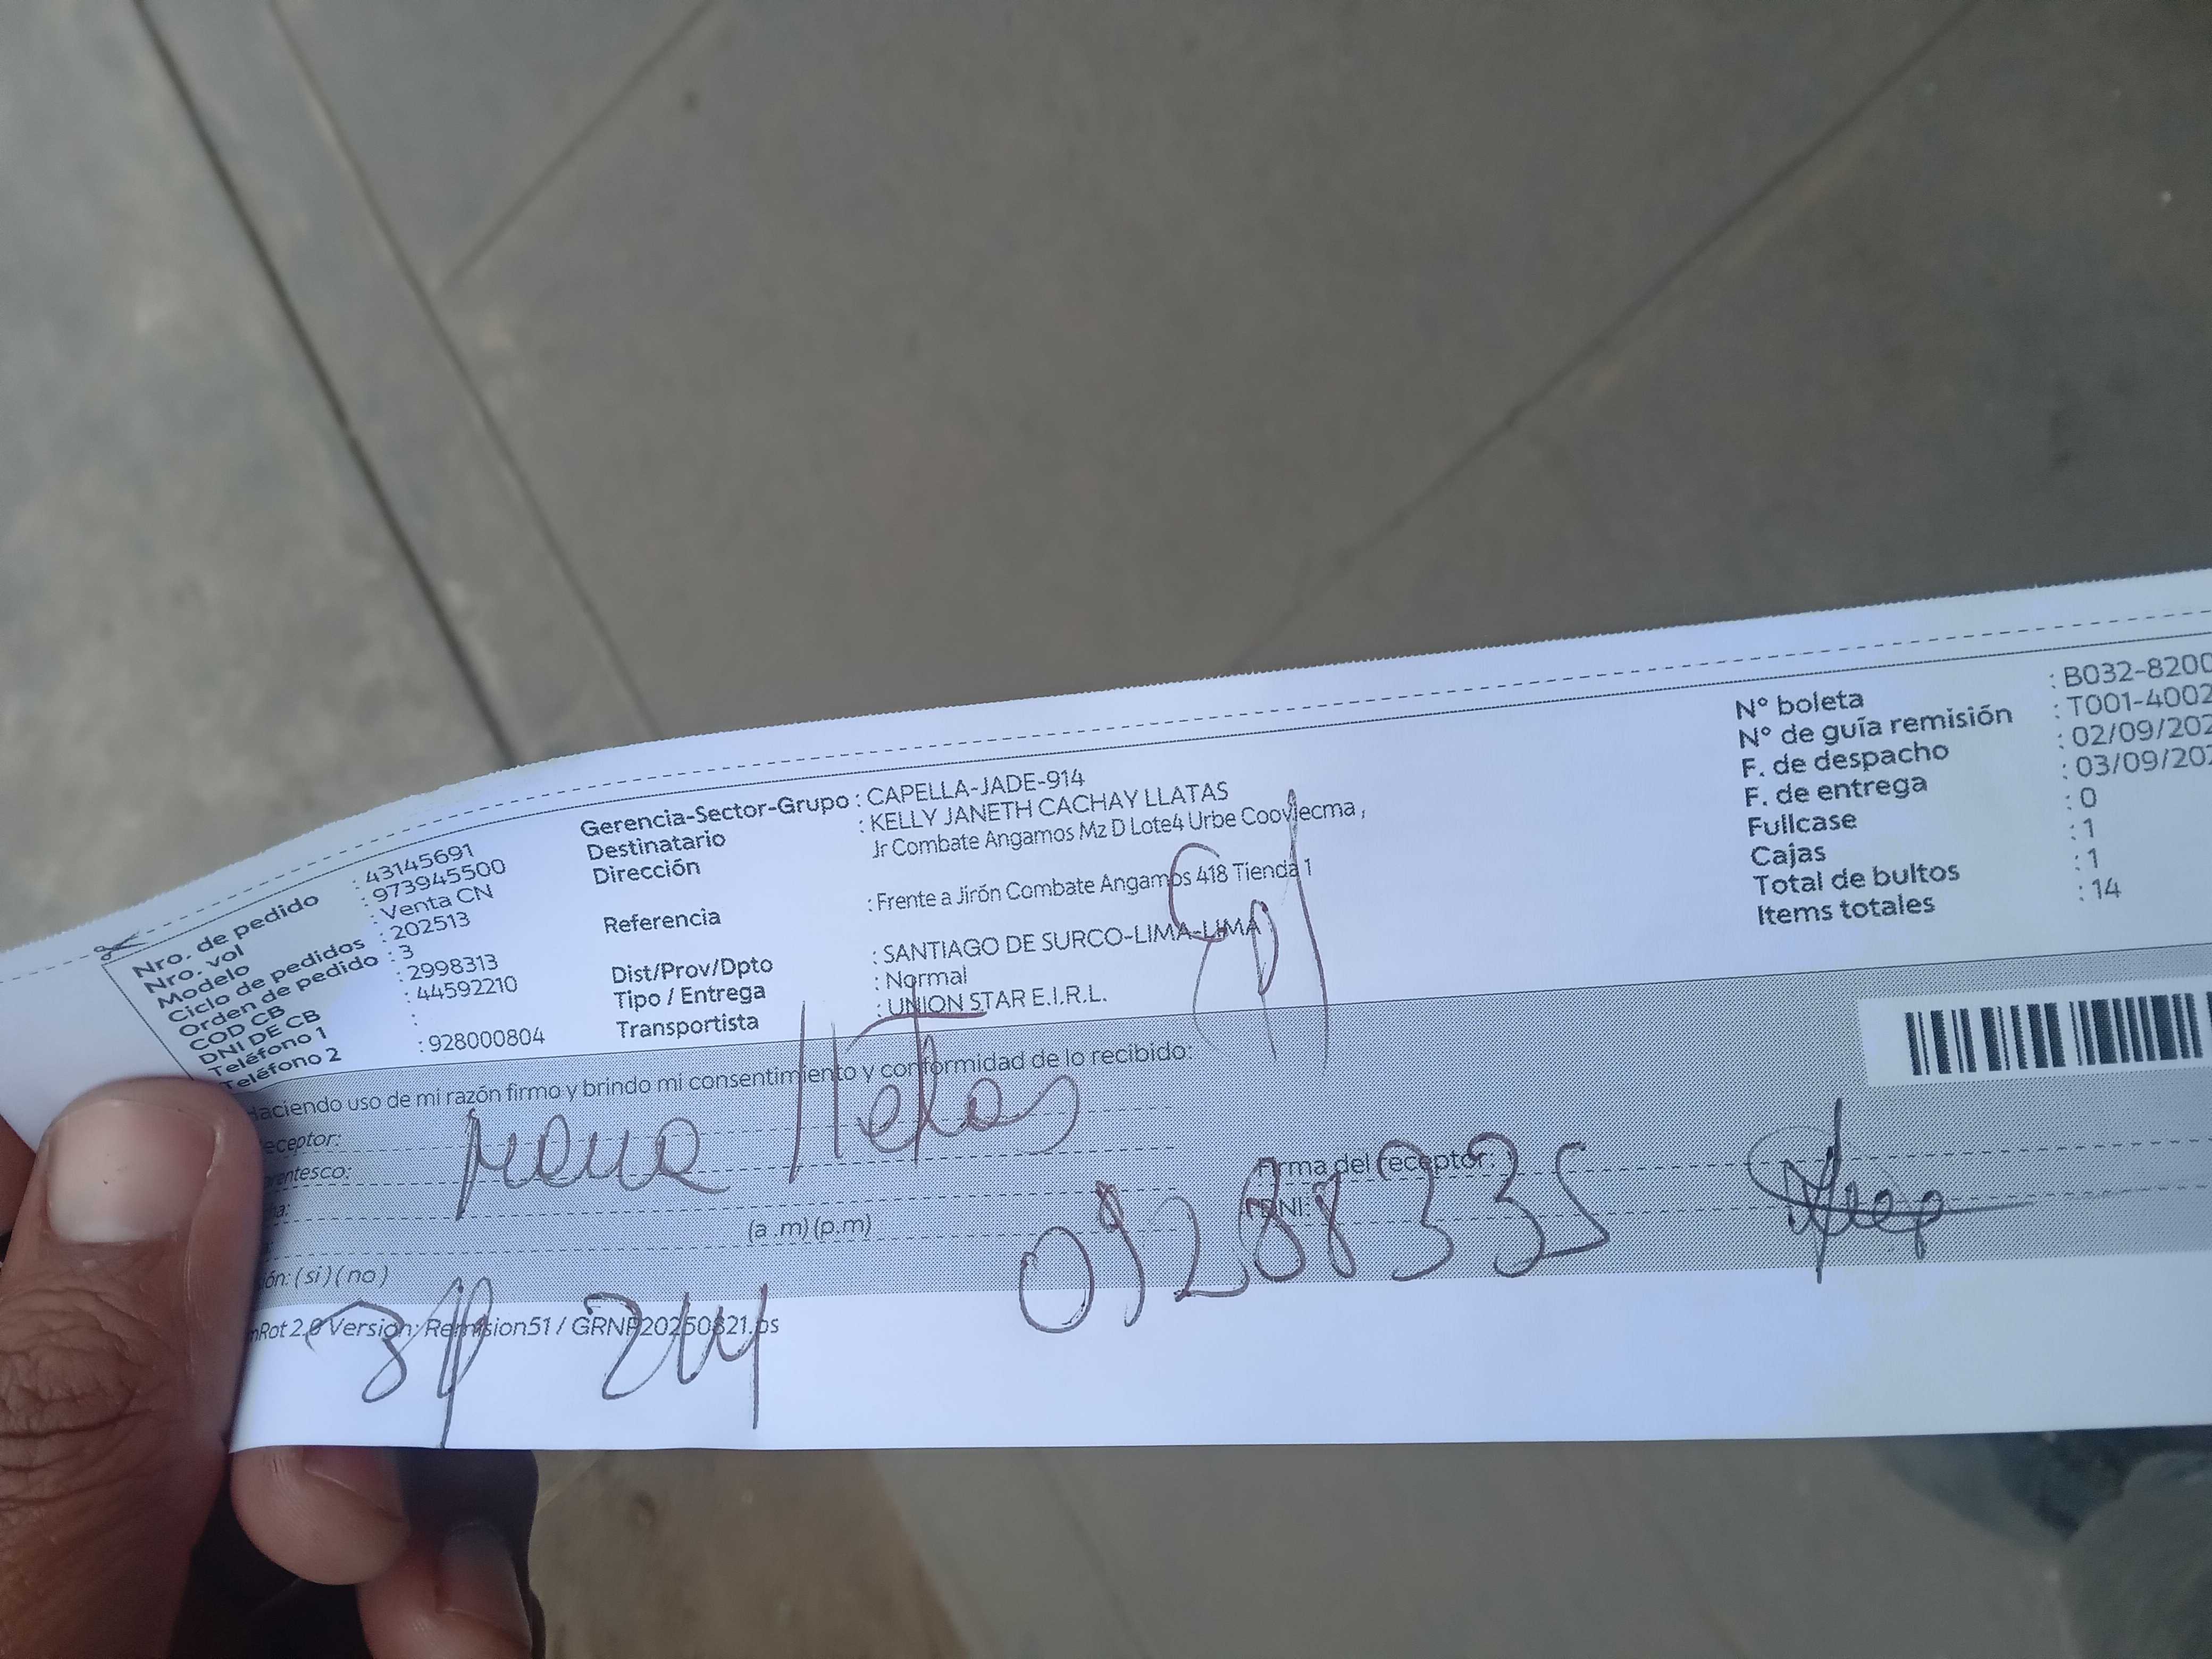 Nro. de pedido : 43145691
Nro. vol : 973945500
Modelo : Venta CN
Ciclo de pedidos : 202513
Orden de pedido : 3
COD CB : 2998313
DNI DE CB : 44592210
Teléfono 1 :
Teléfono 2 : 928000804
Gerencia-Sector-Grupo : CAPELLA-JADE-914
Destinatario : KELLY JANETH CACHAY LLATAS
Dirección Jr Combate Angamos Mz D Lote4 Urbe Cooviecma ,
Referencia : Frente a Jirón Combate Angamos 418 Tienda 1
Dist/Prov/Dpto : SANTIAGO DE SURCO-LIMA-LIMA
Tipo / Entrega : Normal
Transportista : UNION STAR E.I.R.L.
N° boleta : B032-8200
N° de guía remisión : T001-4002
F. de despacho : 02/09/202
F. de entrega : 03/09/202
Fullcase : 0
Cajas : 1
Total de bultos : 1
Items totales : 14
Haciendo uso de mi razón firmo y brindo mi consentimiento y conformidad de lo recibido:
eceptor:
rentesco:
(a .m) (p.m)
Firma del receptor:
DNI:
09288335
ón: ( si ) ( no )
nRot 2.0 Version: Remision51 / GRNP20250821.ps